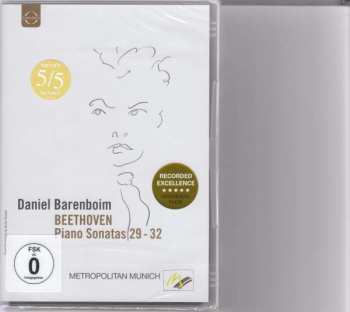 5/5
Daniel Barenboim
BEETHOVEN
Piano Sonatas 29 - 32
RECORDED
EXCELLENCE
★★★★★
FSK
0
METROPOLITAN MUNICH